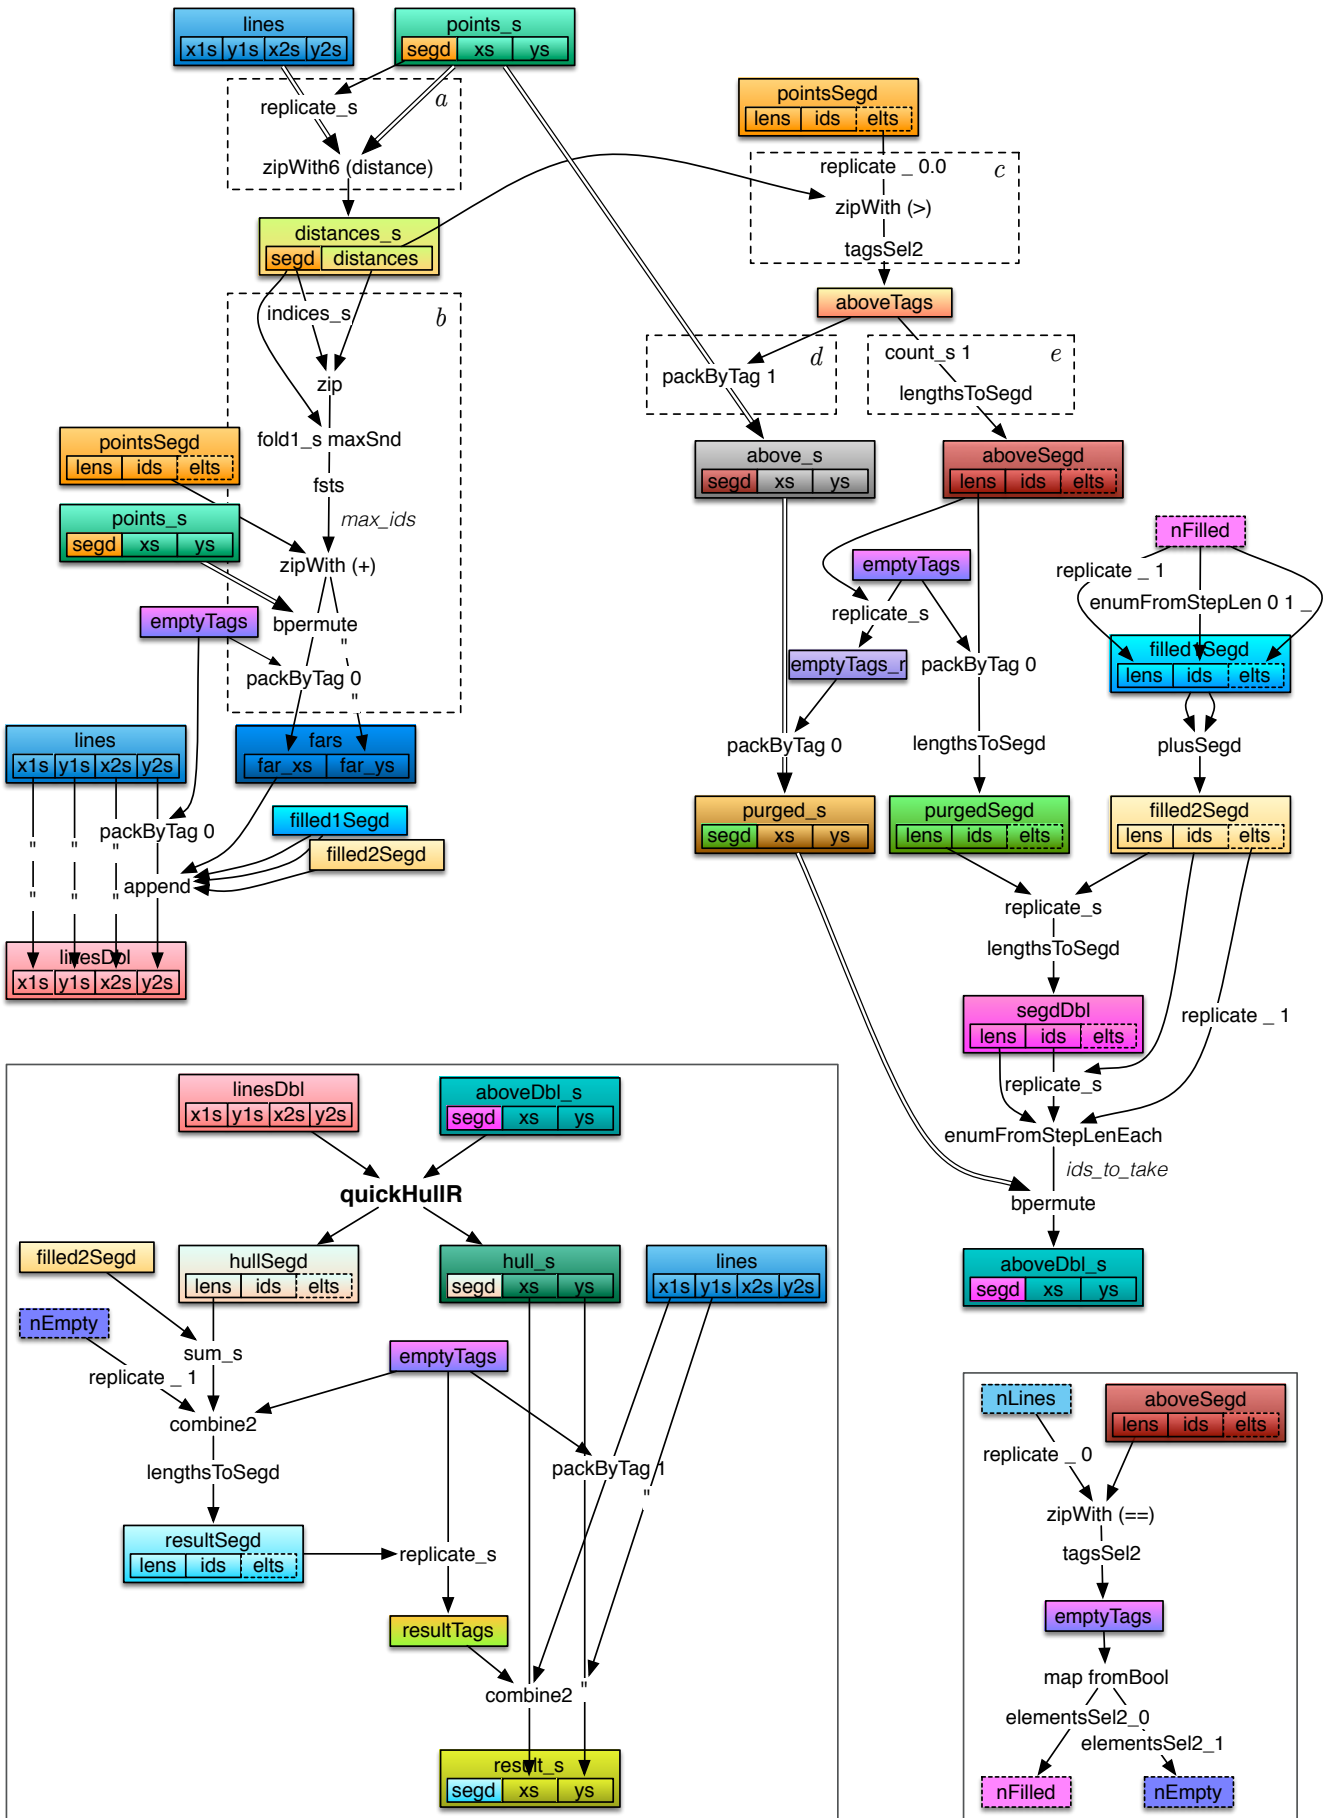 lines
x1s y1s x2s y2s
points_s
segd xs ys
replicate_s
a
zipWith6 (distance)
pointsSegd
lens ids elts
replicate _ 0.0
c
zipWith (>)
tagsSel2
distances_s
segd distances
aboveTags
indices_s
b
zip
fold1_s maxSnd
fsts
max_ids
zipWith (+)
bpermute
"
packByTag 0
"
packByTag 1
d
count_s 1
e
lengthsToSegd
pointsSegd
lens ids elts
points_s
segd xs ys
emptyTags
above_s
segd xs ys
aboveSegd
lens ids elts
nFilled
replicate _ 1
enumFromStepLen 0 1 _
emptyTags
replicate_s
emptyTags_r
packByTag 0
filled1Segd
lens ids elts
lines
x1s y1s x2s y2s
fars
far_xs far_ys
packByTag 0
lengthsToSegd
plusSegd
packByTag 0
" " "
filled1Segd
filled2Segd
append
" " "
purged_s
segd xs ys
purgedSegd
lens ids elts
filled2Segd
lens ids elts
replicate_s
lengthsToSegd
linesDbl
x1s y1s x2s y2s
segdDbl
lens ids elts
replicate _ 1
replicate_s
enumFromStepLenEach
ids_to_take
bpermute
aboveDbl_s
segd xs ys
linesDbl
x1s y1s x2s y2s
aboveDbl_s
segd xs ys
quickHullR
filled2Segd
hullSegd
lens ids elts
hull_s
segd xs ys
lines
x1s y1s x2s y2s
nEmpty
sum_s
emptyTags
replicate _ 1
combine2
lengthsToSegd
packByTag 1
"
resultSegd
lens ids elts
replicate_s
resultTags
combine2 "
result_s
segd xs ys
nLines
aboveSegd
lens ids elts
replicate _ 0
zipWith (==)
tagsSel2
emptyTags
map fromBool
elementsSel2_0
elementsSel2_1
nFilled
nEmpty